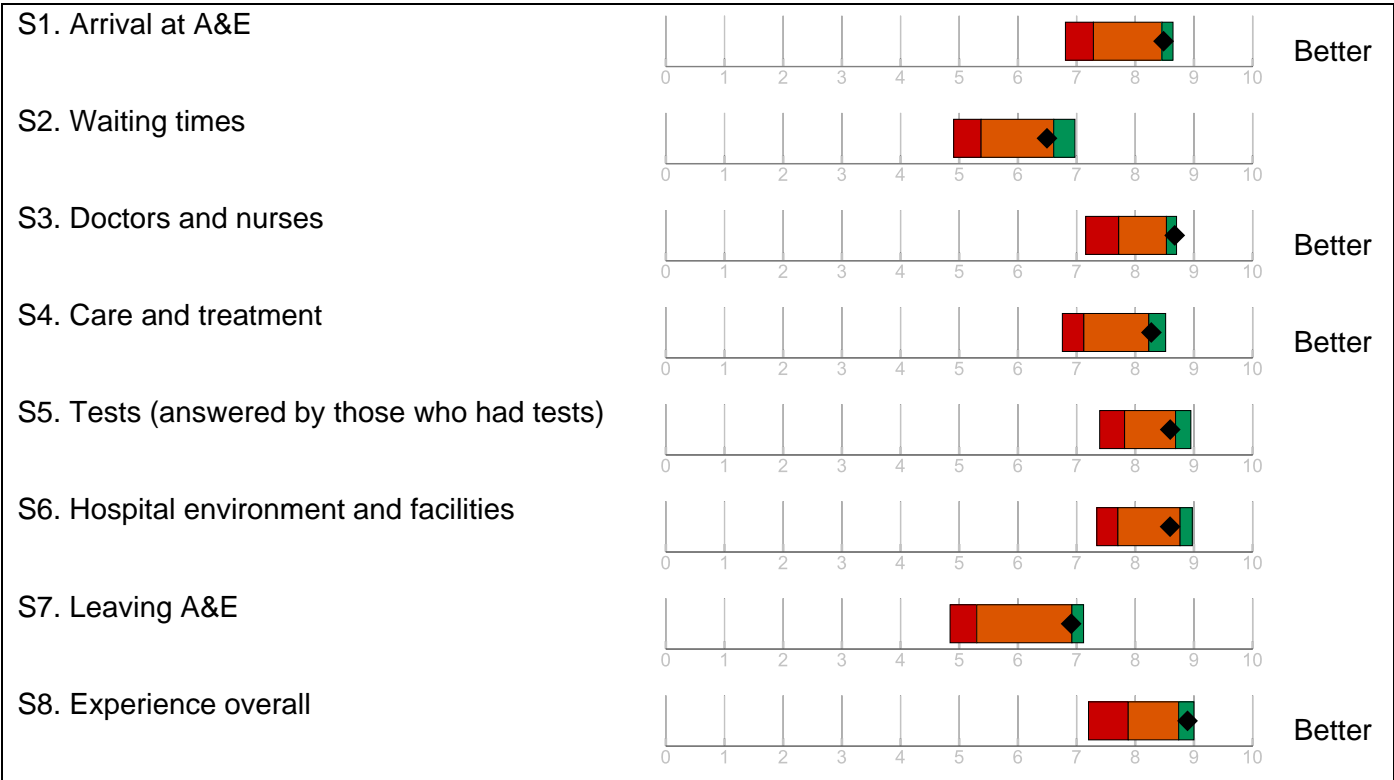 S1. Arrival at A&E
Better
0 1 2 3 4 5 6 7 8 9 10
S2. Waiting times
0 1 2 3 4 5 6 7 8 9 10
S3. Doctors and nurses
Better
0 1 2 3 4 5 6 7 8 9 10
S4. Care and treatment
Better
0 1 2 3 4 5 6 7 8 9 10
S5. Tests (answered by those who had tests)
0 1 2 3 4 5 6 7 8 9 10
S6. Hospital environment and facilities
0 1 2 3 4 5 6 7 8 9 10
S7. Leaving A&E
0 1 2 3 4 5 6 7 8 9 10
S8. Experience overall
Better
0 1 2 3 4 5 6 7 8 9 10